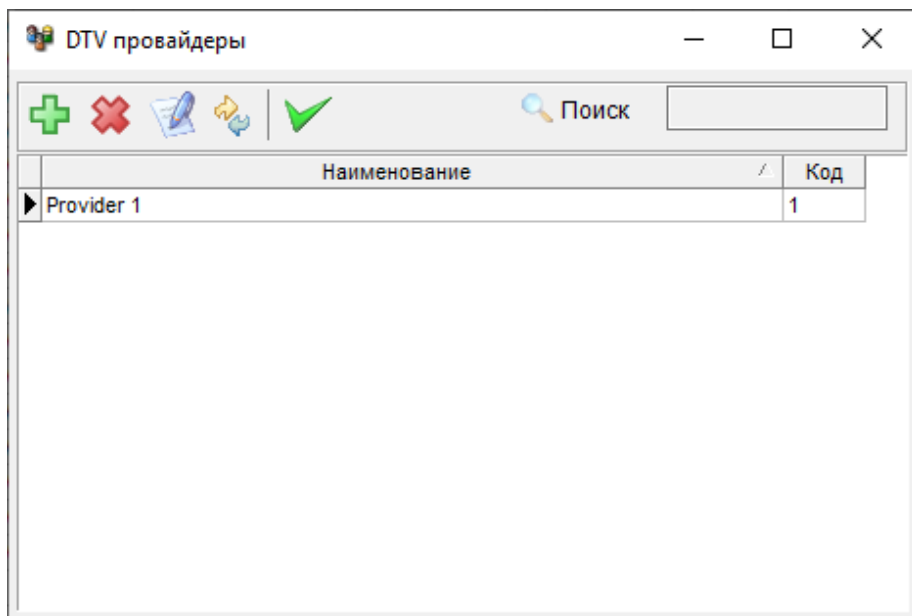 DTV провайдеры
Поиск
Наименование Код
Provider 1 1